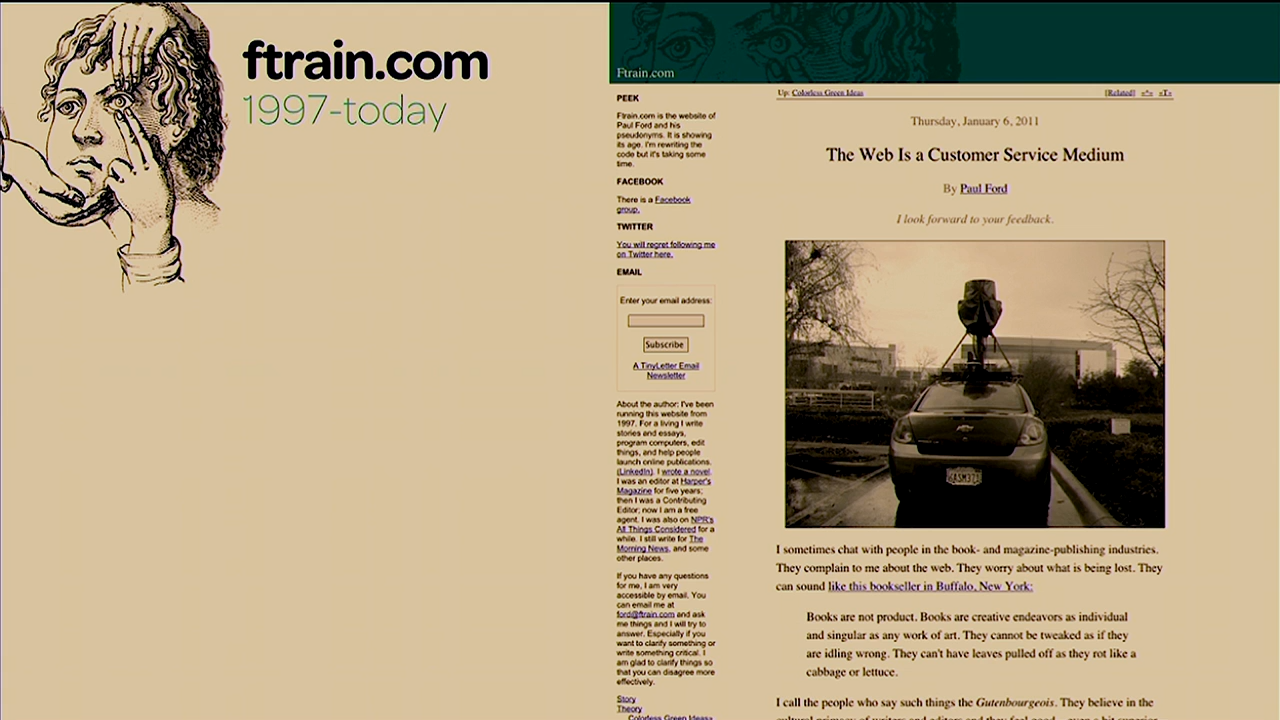 ftrain.com
1997-today
Ftrain.com
PEEK
Ftrain.com is the website of
Paul Ford and his
pseudonyms. It is showing
its age. I'm rewriting the
code but it's taking some
time.
FACEBOOK
There is a Facebook
group.
TWITTER
You will regret following me
on Twitter here.
EMAIL
Enter your email address:
Subscribe
A TinyLetter Email
Newsletter
About the author: I've been
running this website from
1997. For a living I write
stories and essays,
program computers, edit
things, and help people
launch online publications.
(LinkedIn). I wrote a novel.
I was an editor at Harper's
Magazine for five years;
then I was a Contributing
Editor; now I am a free
agent. I was also on NPR's
All Things Considered for a
while. I still write for The
Morning News, and some
other places.
If you have any questions
for me, I am very
accessible by email. You
can email me at
ford@ftrain.com and ask
me things and I will try to
answer. Especially if you
want to clarify something or
write something critical. I
am glad to clarify things so
that you can disagree more
effectively.
Story
Theory
Colorless Green Ideas
Up: Colorless Green Ideas
[Related] «^» «T»
Thursday, January 6, 2011
The Web Is a Customer Service Medium
By Paul Ford
I look forward to your feedback.
I sometimes chat with people in the book- and magazine-publishing industries.
They complain to me about the web. They worry about what is being lost. They
can sound like this bookseller in Buffalo, New York:
Books are not product. Books are creative endeavors as individual
and singular as any work of art. They cannot be tweaked as if they
are idling wrong. They can't have leaves pulled off as they rot like a
cabbage or lettuce.
I call the people who say such things the Gutenbourgeois. They believe in the